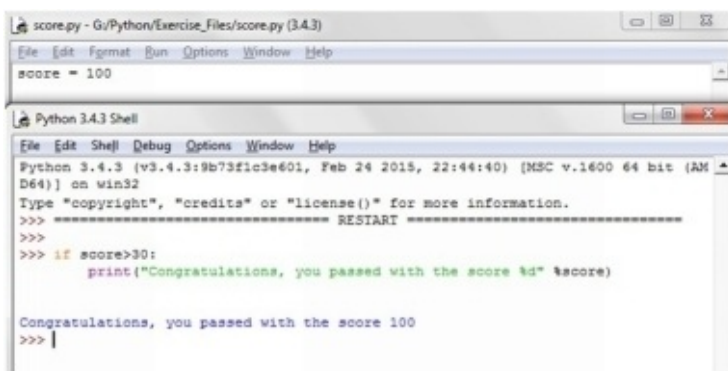 score.py - G:/Python/Exercise_Files/score.py (3.4.3)
File Edit Format Run Options Window Help
score = 100
Python 3.4.3 Shell
File Edit Shell Debug Options Window Help
Python 3.4.3 (v3.4.3:9b73f1c3e601, Feb 24 2015, 22:44:40) [MSC v.1600 64 bit (AM
D64)] on win32
Type "copyright", "credits" or "license()" for more information.
>>> ================================ RESTART ================================
>>>
>>> if score>30:
        print("Congratulations, you passed with the score %d" %score)
Congratulations, you passed with the score 100
>>>